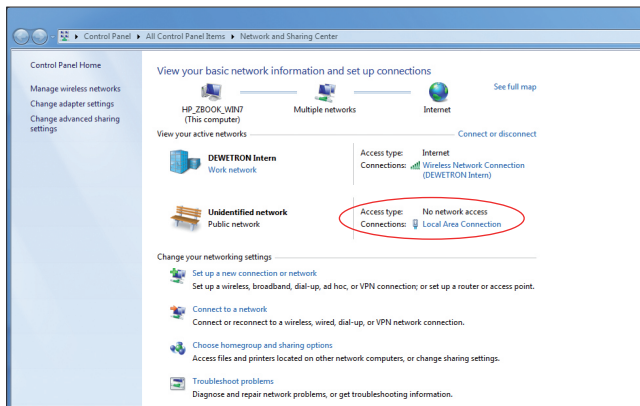 Control Panel ▸ All Control Panel Items ▸ Network and Sharing Center
Control Panel Home
Manage wireless networks
Change adapter settings
Change advanced sharing
settings
View your basic network information and set up connections
See full map
HP_ZBOOK_WIN7
(This computer)
Multiple networks
Internet
View your active networks
Connect or disconnect
DEWETRON Intern
Work network
Access type: Internet
Connections: Wireless Network Connection
(DEWETRON Intern)
Unidentified network
Public network
Access type: No network access
Connections: Local Area Connection
Change your networking settings
Set up a new connection or network
Set up a wireless, broadband, dial-up, ad hoc, or VPN connection; or set up a router or access point.
Connect to a network
Connect or reconnect to a wireless, wired, dial-up, or VPN network connection.
Choose homegroup and sharing options
Access files and printers located on other network computers, or change sharing settings.
Troubleshoot problems
Diagnose and repair network problems, or get troubleshooting information.